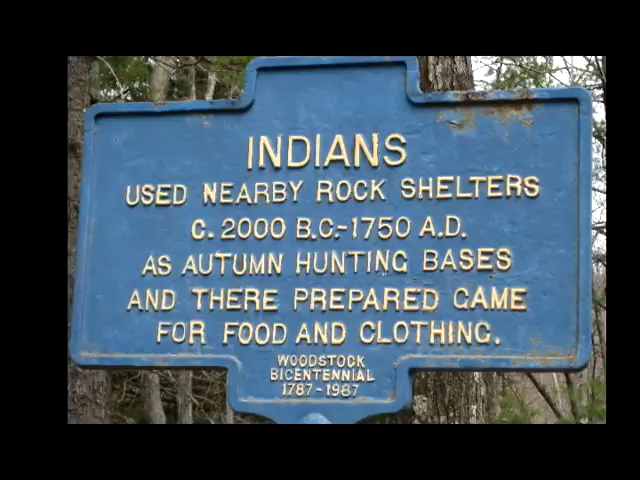 INDIANS
USED NEARBY ROCK SHELTERS
C. 2000 B.C.-1750 A.D.
AS AUTUMN HUNTING BASES
AND THERE PREPARED GAME
FOR FOOD AND CLOTHING.
WOODSTOCK
BICENTENNIAL
1787-1987